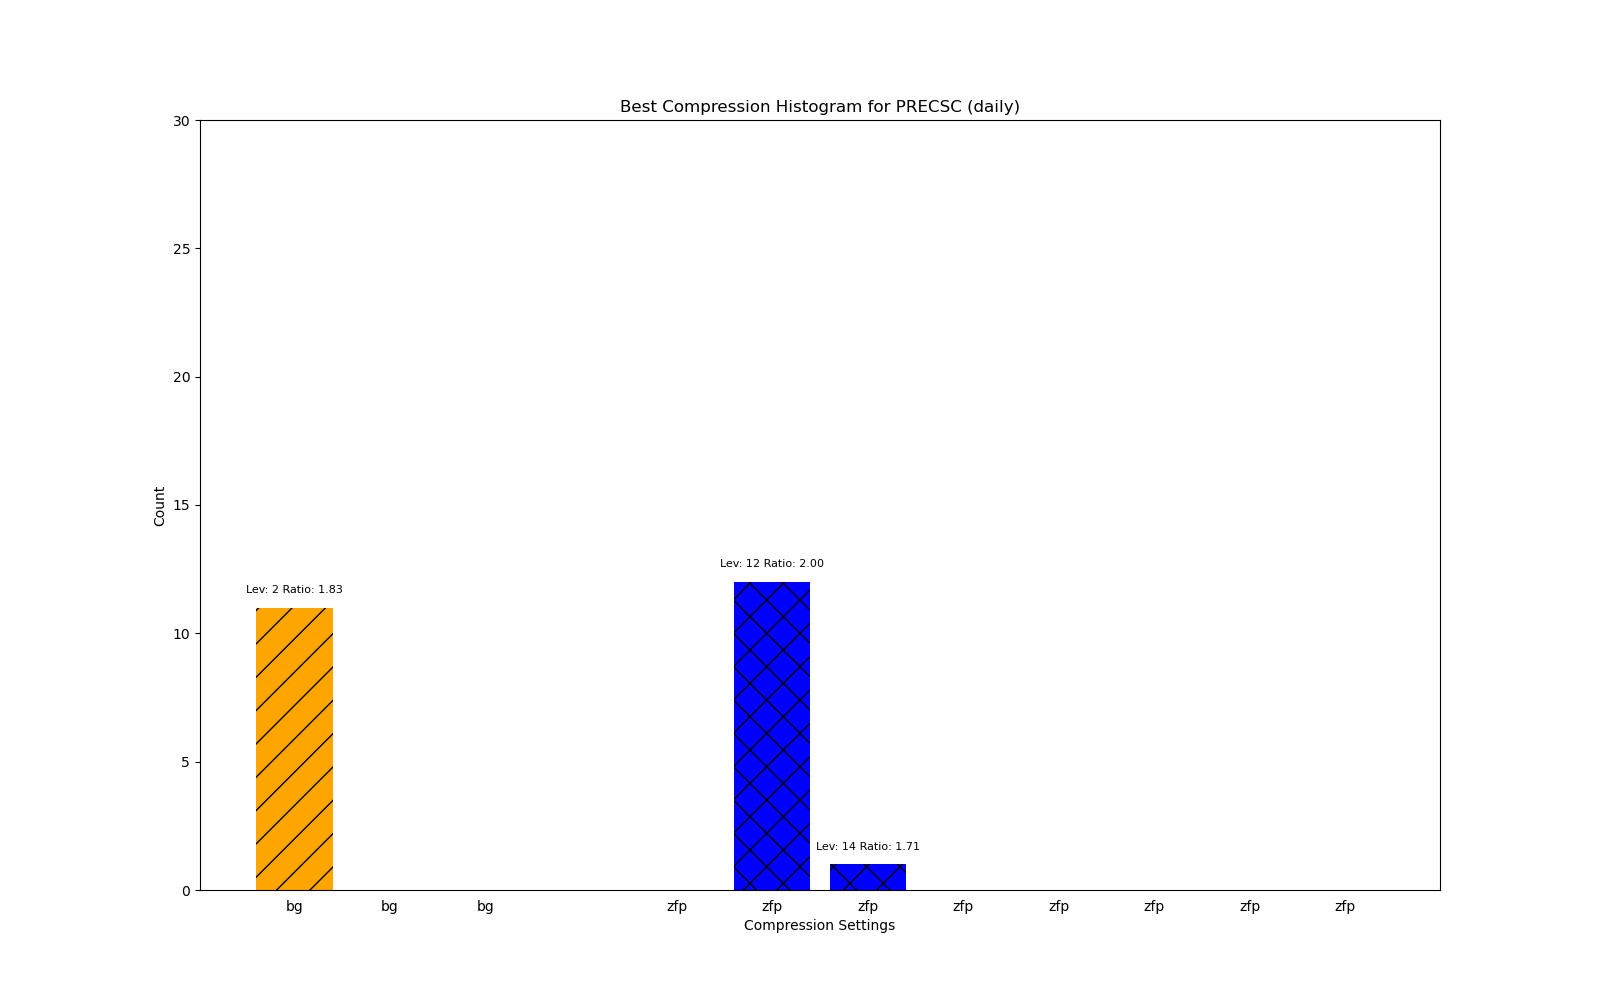 Best Compression Histogram for PRECSC (daily)
30
25
20
15
10
5
0
Count
Lev: 2 Ratio: 1.83
Lev: 12 Ratio: 2.00
Lev: 14 Ratio: 1.71
bg bg bg zfp zfp zfp zfp zfp zfp zfp zfp
Compression Settings